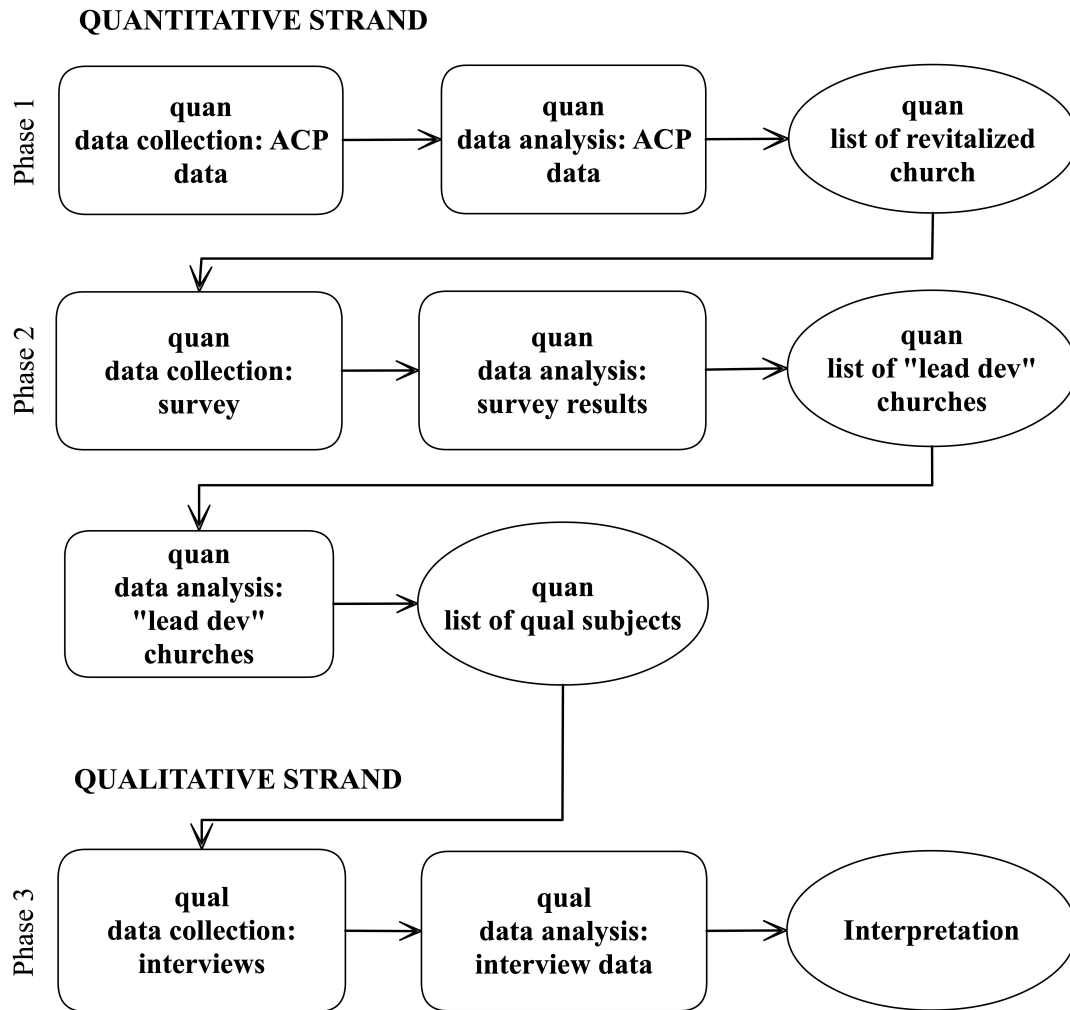 QUANTITATIVE STRAND
Phase 1
quan
data collection: ACP
data
quan
data analysis: ACP
data
quan
list of revitalized
church
Phase 2
quan
data collection:
survey
quan
data analysis:
survey results
quan
list of "lead dev"
churches
quan
data analysis:
"lead dev"
churches
quan
list of qual subjects
QUALITATIVE STRAND
Phase 3
qual
data collection:
interviews
qual
data analysis:
interview data
Interpretation